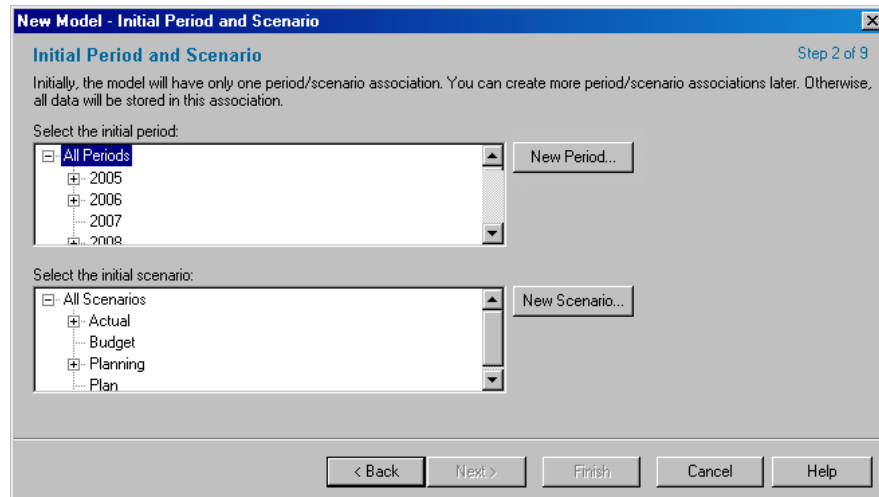 New Model - Initial Period and Scenario
Initial Period and Scenario
Step 2 of 9
Initially, the model will have only one period/scenario association. You can create more period/scenario associations later. Otherwise,
all data will be stored in this association.
Select the initial period:
All Periods
New Period...
2005
2006
2007
2008
Select the initial scenario:
All Scenarios
New Scenario...
Actual
Budget
Planning
Plan
< Back
Next >
Finish
Cancel
Help